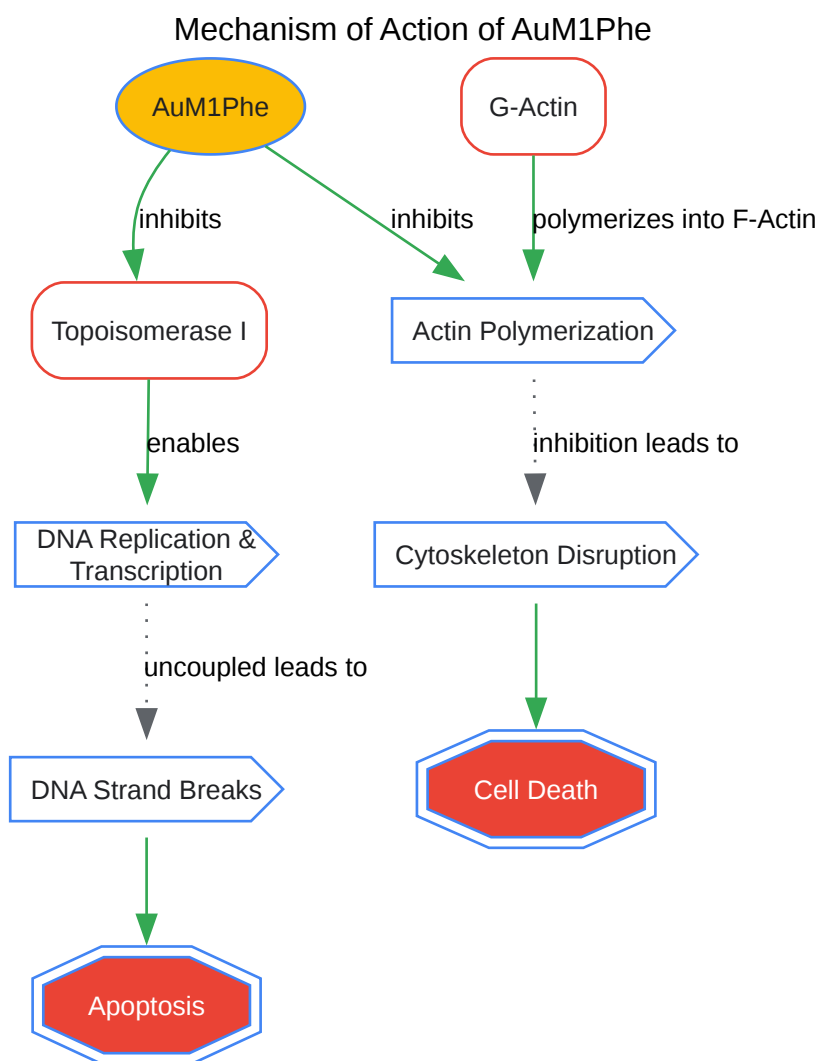 Mechanism of Action of AuM1Phe
AuM1Phe
G-Actin
inhibits
inhibits
polymerizes into F-Actin
Topoisomerase I
Actin Polymerization
enables
inhibition leads to
DNA Replication &
Transcription
Cytoskeleton Disruption
uncoupled leads to
DNA Strand Breaks
Cell Death
Apoptosis